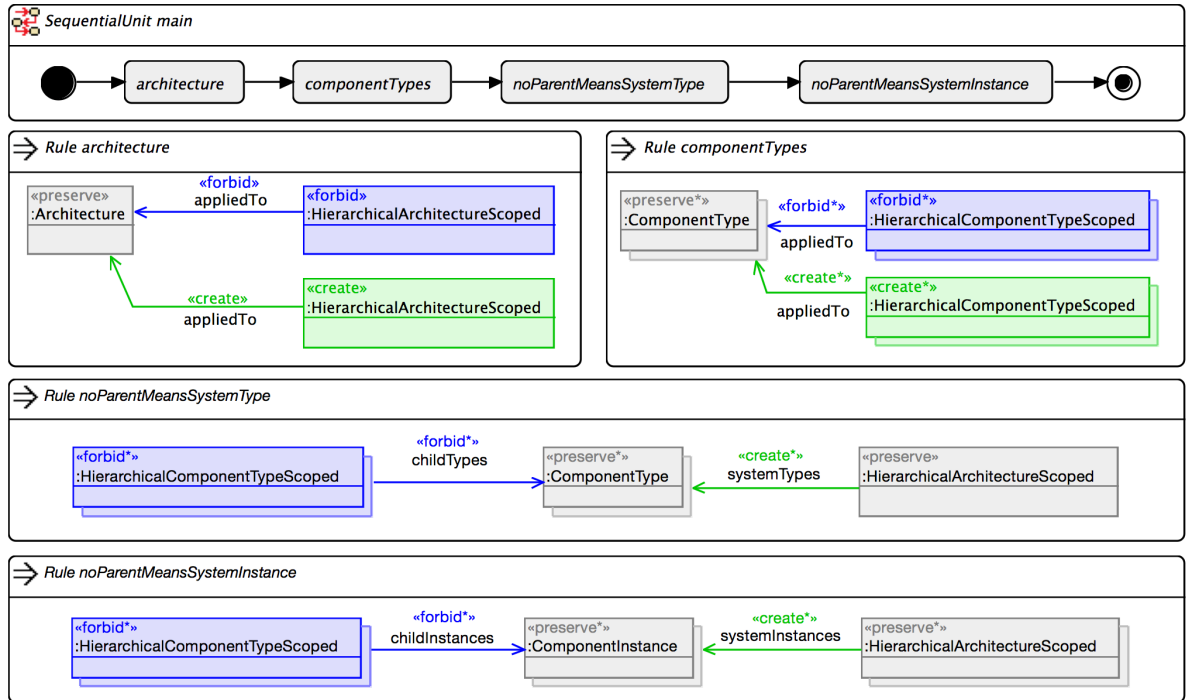 SequentialUnit main
architecture
componentTypes
noParentMeansSystemType
noParentMeansSystemInstance
Rule architecture
«preserve»
:Architecture
«forbid»
appliedTo
«forbid»
:HierarchicalArchitectureScoped
«create»
appliedTo
«create»
:HierarchicalArchitectureScoped
Rule componentTypes
«preserve*»
:ComponentType
«forbid*»
appliedTo
«forbid*»
:HierarchicalComponentTypeScoped
«create*»
appliedTo
«create*»
:HierarchicalComponentTypeScoped
Rule noParentMeansSystemType
«forbid*»
:HierarchicalComponentTypeScoped
«forbid*»
childTypes
«preserve*»
:ComponentType
«create*»
systemTypes
«preserve»
:HierarchicalArchitectureScoped
Rule noParentMeansSystemInstance
«forbid*»
:HierarchicalComponentTypeScoped
«forbid*»
childInstances
«preserve*»
:ComponentInstance
«create*»
systemInstances
«preserve*»
:HierarchicalArchitectureScoped